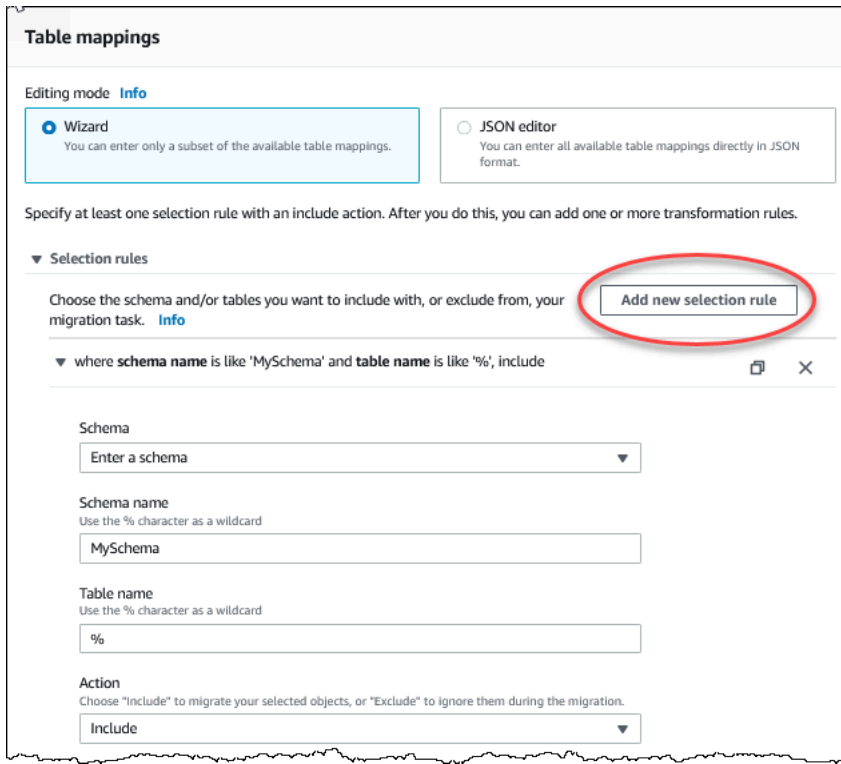 Table mappings
Editing mode Info
Wizard
You can enter only a subset of the available table mappings.
JSON editor
You can enter all available table mappings directly in JSON
format.
Specify at least one selection rule with an include action. After you do this, you can add one or more transformation rules.
Selection rules
Choose the schema and/or tables you want to include with, or exclude from, your
migration task. Info
Add new selection rule
where schema name is like 'MySchema' and table name is like '%', include
Schema
Enter a schema
Schema name
Use the % character as a wildcard
MySchema
Table name
Use the % character as a wildcard
%
Action
Choose "Include" to migrate your selected objects, or "Exclude" to ignore them during the migration.
Include